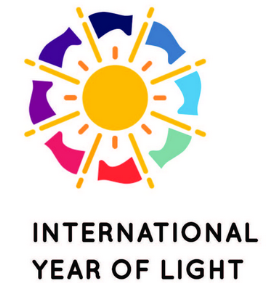 INTERNATIONAL
YEAR OF LIGHT